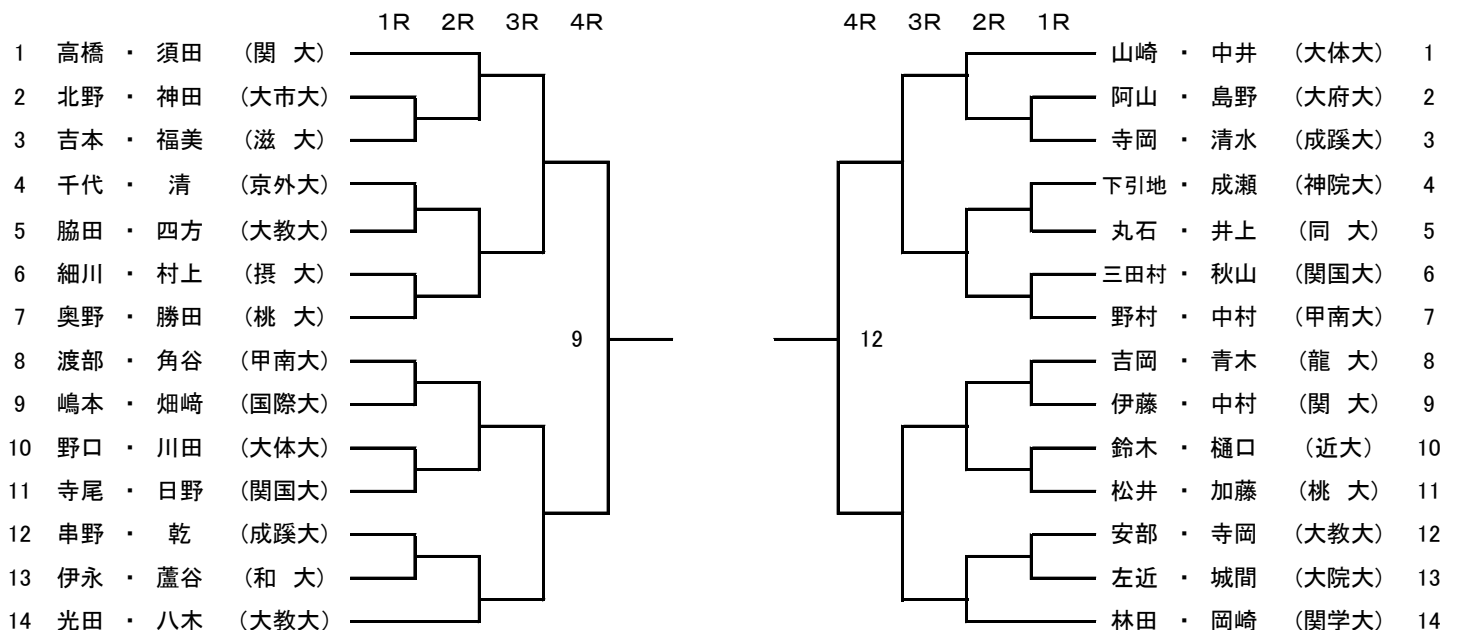 1R 2R 3R 4R 4R 3R 2R 1R
1 高橋 ・ 須田 (関 大) 山崎 ・ 中井 (大体大) 1
2 北野 ・ 神田 (大市大) 阿山 ・ 島野 (大府大) 2
3 吉本 ・ 福美 (滋 大) 寺岡 ・ 清水 (成蹊大) 3
4 千代 ・ 清 (京外大) 下引地 ・ 成瀬 (神院大) 4
5 脇田 ・ 四方 (大教大) 丸石 ・ 井上 (同 大) 5
6 細川 ・ 村上 (摂 大) 三田村 ・ 秋山 (関国大) 6
7 奥野 ・ 勝田 (桃 大) 野村 ・ 中村 (甲南大) 7
9 12
8 渡部 ・ 角谷 (甲南大) 吉岡 ・ 青木 (龍 大) 8
9 嶋本 ・ 畑﨑 (国際大) 伊藤 ・ 中村 (関 大) 9
10 野口 ・ 川田 (大体大) 鈴木 ・ 樋口 (近大) 10
11 寺尾 ・ 日野 (関国大) 松井 ・ 加藤 (桃 大) 11
12 串野 ・ 乾 (成蹊大) 安部 ・ 寺岡 (大教大) 12
13 伊永 ・ 蘆谷 (和 大) 左近 ・ 城間 (大院大) 13
14 光田 ・ 八木 (大教大) 林田 ・ 岡崎 (関学大) 14